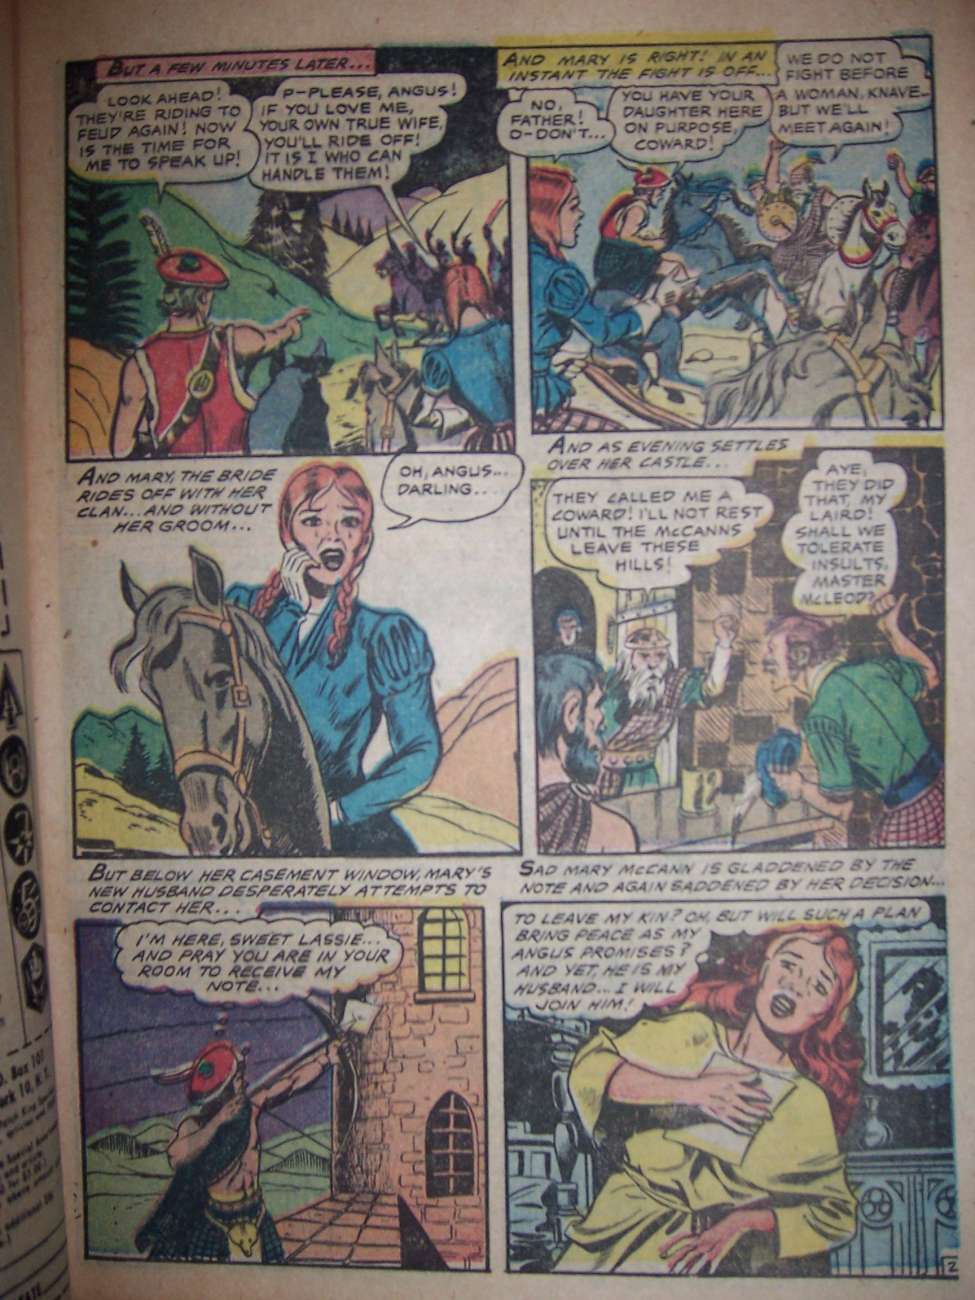 BUT A FEW MINUTES LATER...
LOOK AHEAD!
THEY'RE RIDING TO
FEUD AGAIN! NOW
IS THE TIME FOR
ME TO SPEAK UP!
P-PLEASE, ANGUS!
IF YOU LOVE ME,
YOUR OWN TRUE WIFE,
YOU'LL RIDE OFF!
IT IS I WHO CAN
HANDLE THEM!
AND MARY IS RIGHT! IN AN
INSTANT THE FIGHT IS OFF...
NO,
FATHER!
D-DON'T...
YOU HAVE YOUR
DAUGHTER HERE
ON PURPOSE,
COWARD!
WE DO NOT
FIGHT BEFORE
A WOMAN, KNAVE...
BUT WE'LL
MEET AGAIN!
AND MARY, THE BRIDE
RIDES OFF WITH HER
CLAN...AND WITHOUT
HER GROOM...
OH, ANGUS...
DARLING...
AND AS EVENING SETTLES
OVER HER CASTLE...
THEY CALLED ME A
COWARD! I'LL NOT REST
UNTIL THE McCANNS
LEAVE THESE
HILLS!
AYE,
THEY DID
THAT, MY
LAIRD!
SHALL WE
TOLERATE
INSULTS,
MASTER
McLEOD?
BUT BELOW HER CASEMENT WINDOW, MARY'S
NEW HUSBAND DESPERATELY ATTEMPTS TO
CONTACT HER...
I'M HERE, SWEET LASSIE...
AND PRAY YOU ARE IN YOUR
ROOM TO RECEIVE MY
NOTE...
SAD MARY McCANN IS GLADDENED BY THE
NOTE AND AGAIN SADDENED BY HER DECISION...
TO LEAVE MY KIN? OH, BUT WILL SUCH A PLAN
BRING PEACE AS MY
ANGUS PROMISES?
AND YET, HE IS MY
HUSBAND... I WILL
JOIN HIM!
2
Box 101